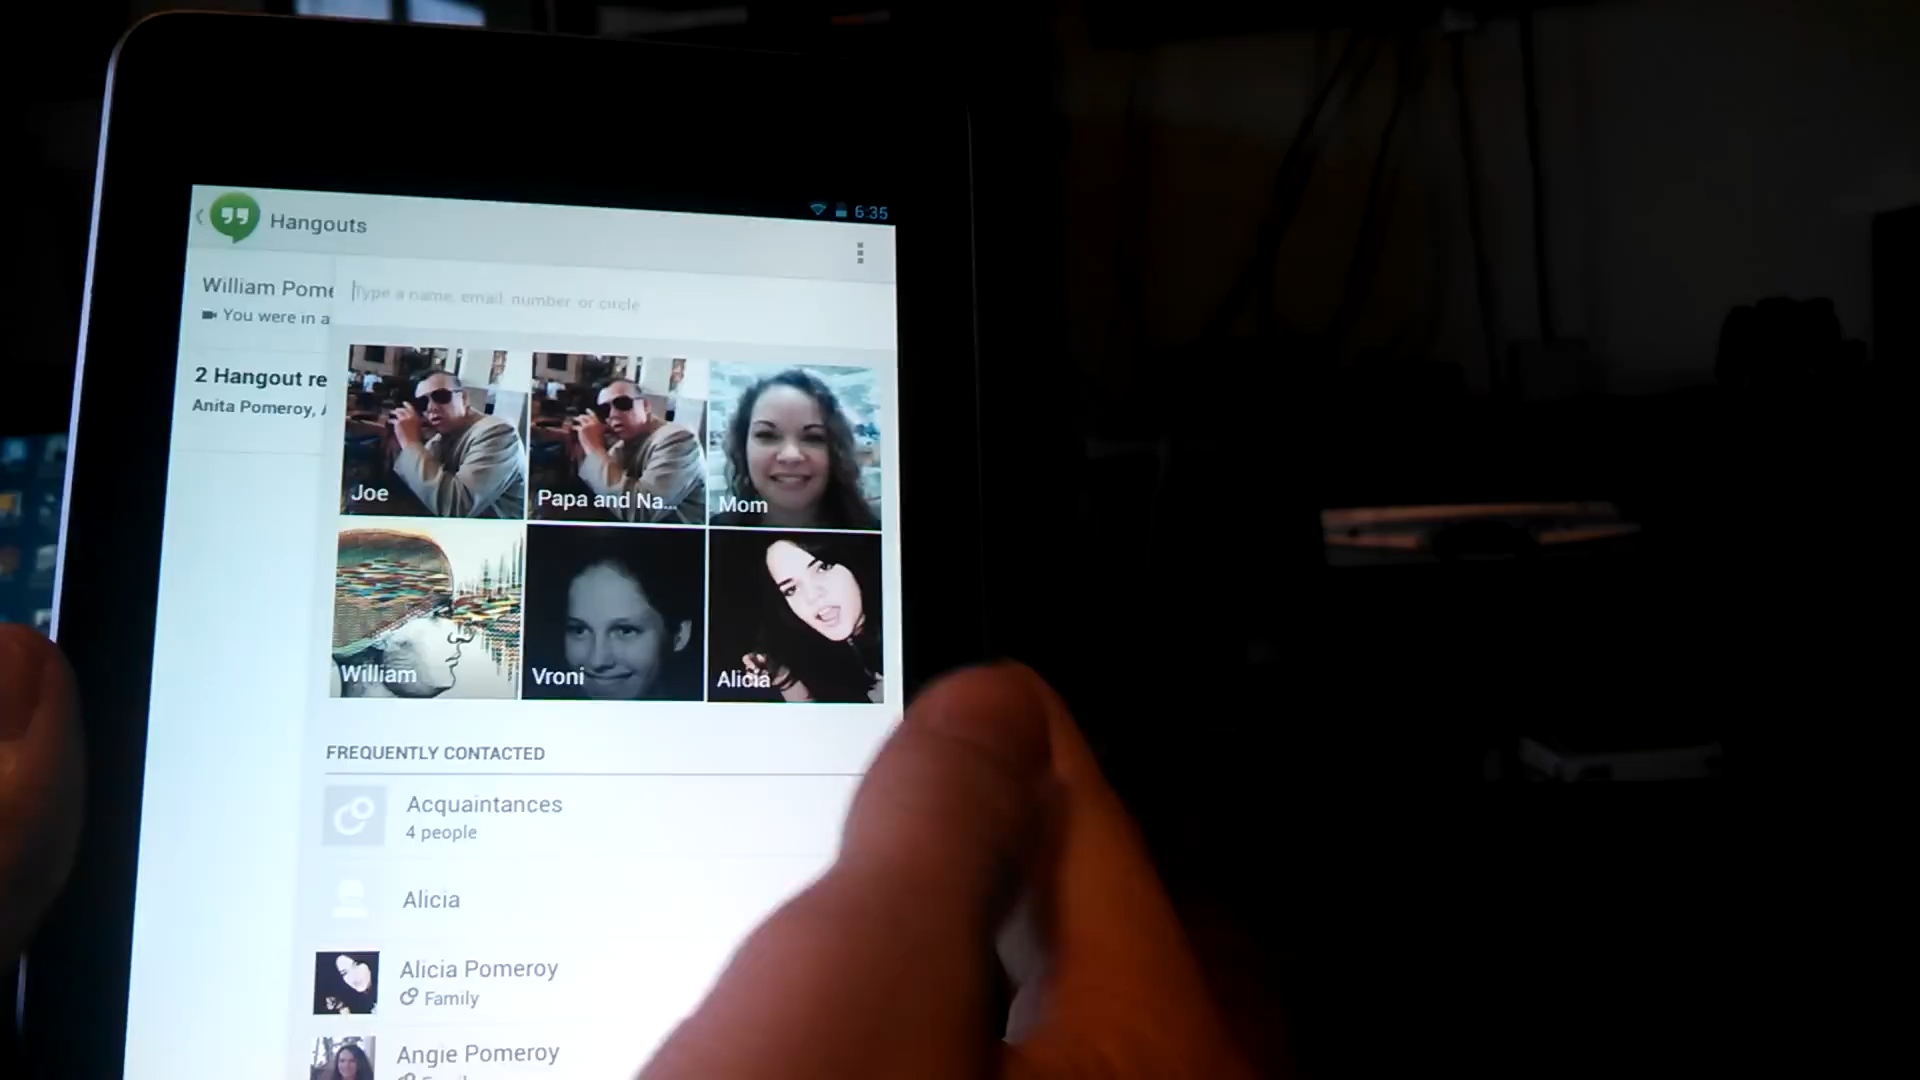 6:35
Hangouts
William Pome
You were in a
2 Hangout re
Anita Pomeroy,
Type a name, email, number, or circle
Joe
Papa and Na...
Mom
William
Vroni
Alicia
FREQUENTLY CONTACTED
Acquaintances
4 people
Alicia
Alicia Pomeroy
Family
Angie Pomeroy